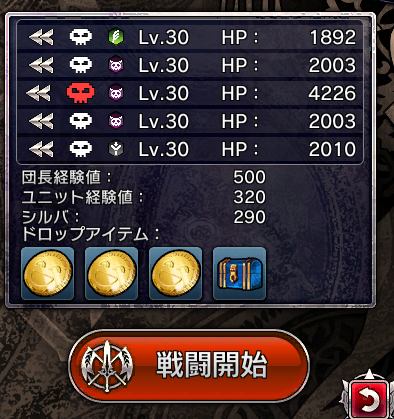 Lv.30 HP： 1892
Lv.30 HP： 2003
Lv.30 HP： 4226
Lv.30 HP： 2003
Lv.30 HP： 2010
団長経験値： 500
ユニット経験値： 320
シルバ： 290
ドロップアイテム：
戦闘開始